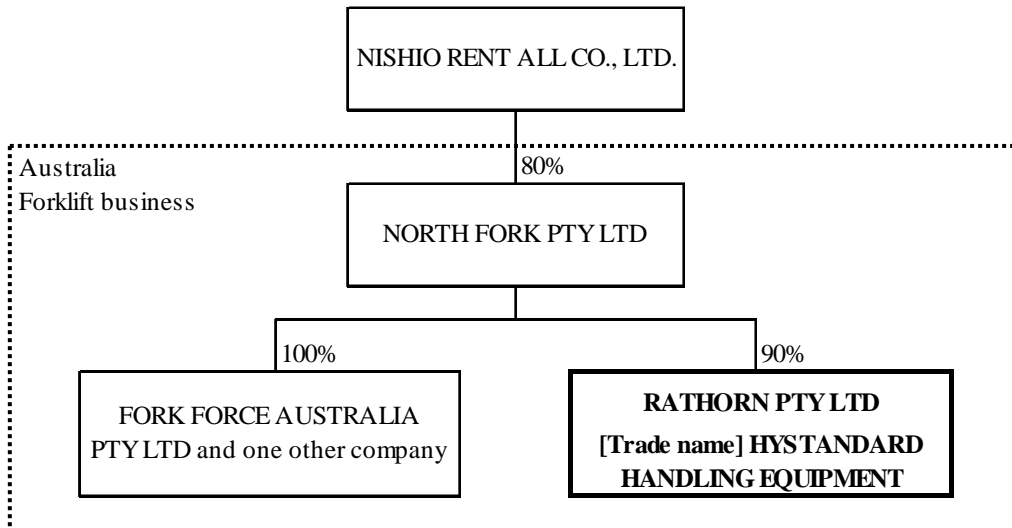 NISHIO RENT ALL CO., LTD.
Australia
Forklift business
80%
NORTH FORK PTY LTD
100%
90%
FORK FORCE AUSTRALIA
PTY LTD and one other company
RATHORN PTY LTD
[Trade name] HYSTANDARD
HANDLING EQUIPMENT